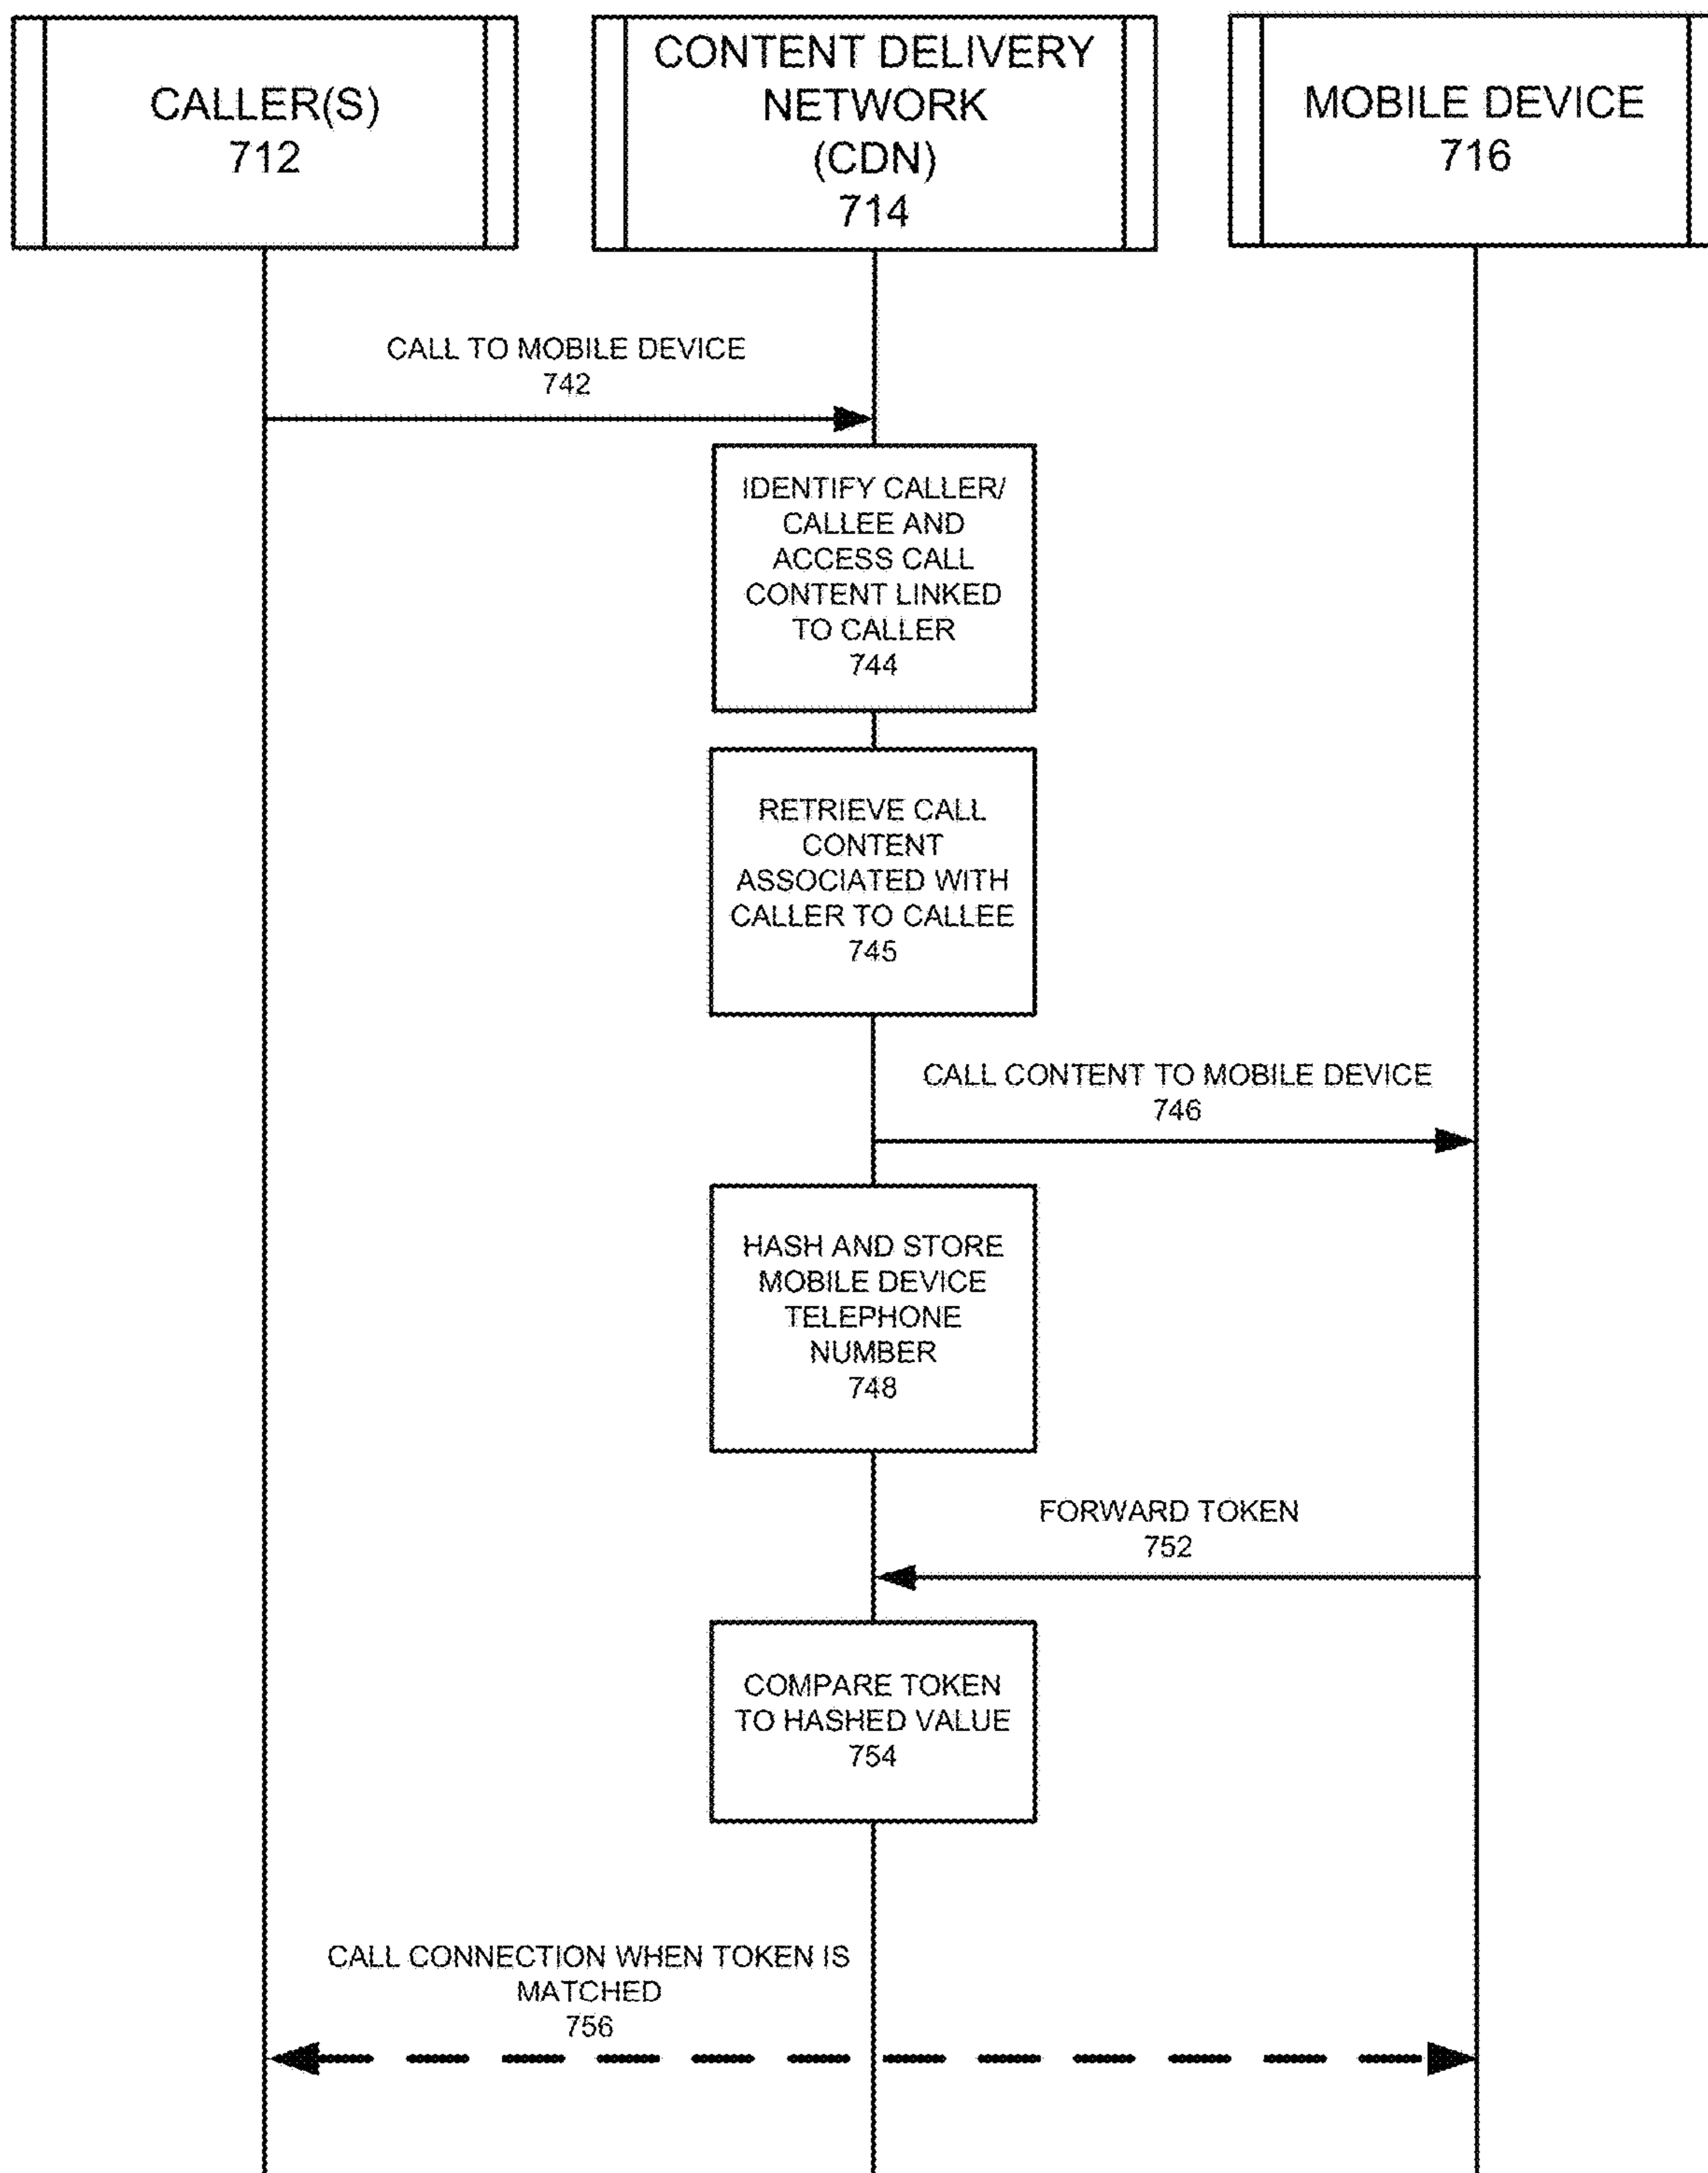 CALLER(S)
712
CONTENT DELIVERY
NETWORK
(CDN)
714
MOBILE DEVICE
716
CALL TO MOBILE DEVICE
742
IDENTIFY CALLER/
CALLEE AND
ACCESS CALL
CONTENT LINKED
TO CALLER
744
RETRIEVE CALL
CONTENT
ASSOCIATED WITH
CALLER TO CALLEE
745
CALL CONTENT TO MOBILE DEVICE
746
HASH AND STORE
MOBILE DEVICE
TELEPHONE
NUMBER
748
FORWARD TOKEN
752
COMPARE TOKEN
TO HASHED VALUE
754
CALL CONNECTION WHEN TOKEN IS
MATCHED
756